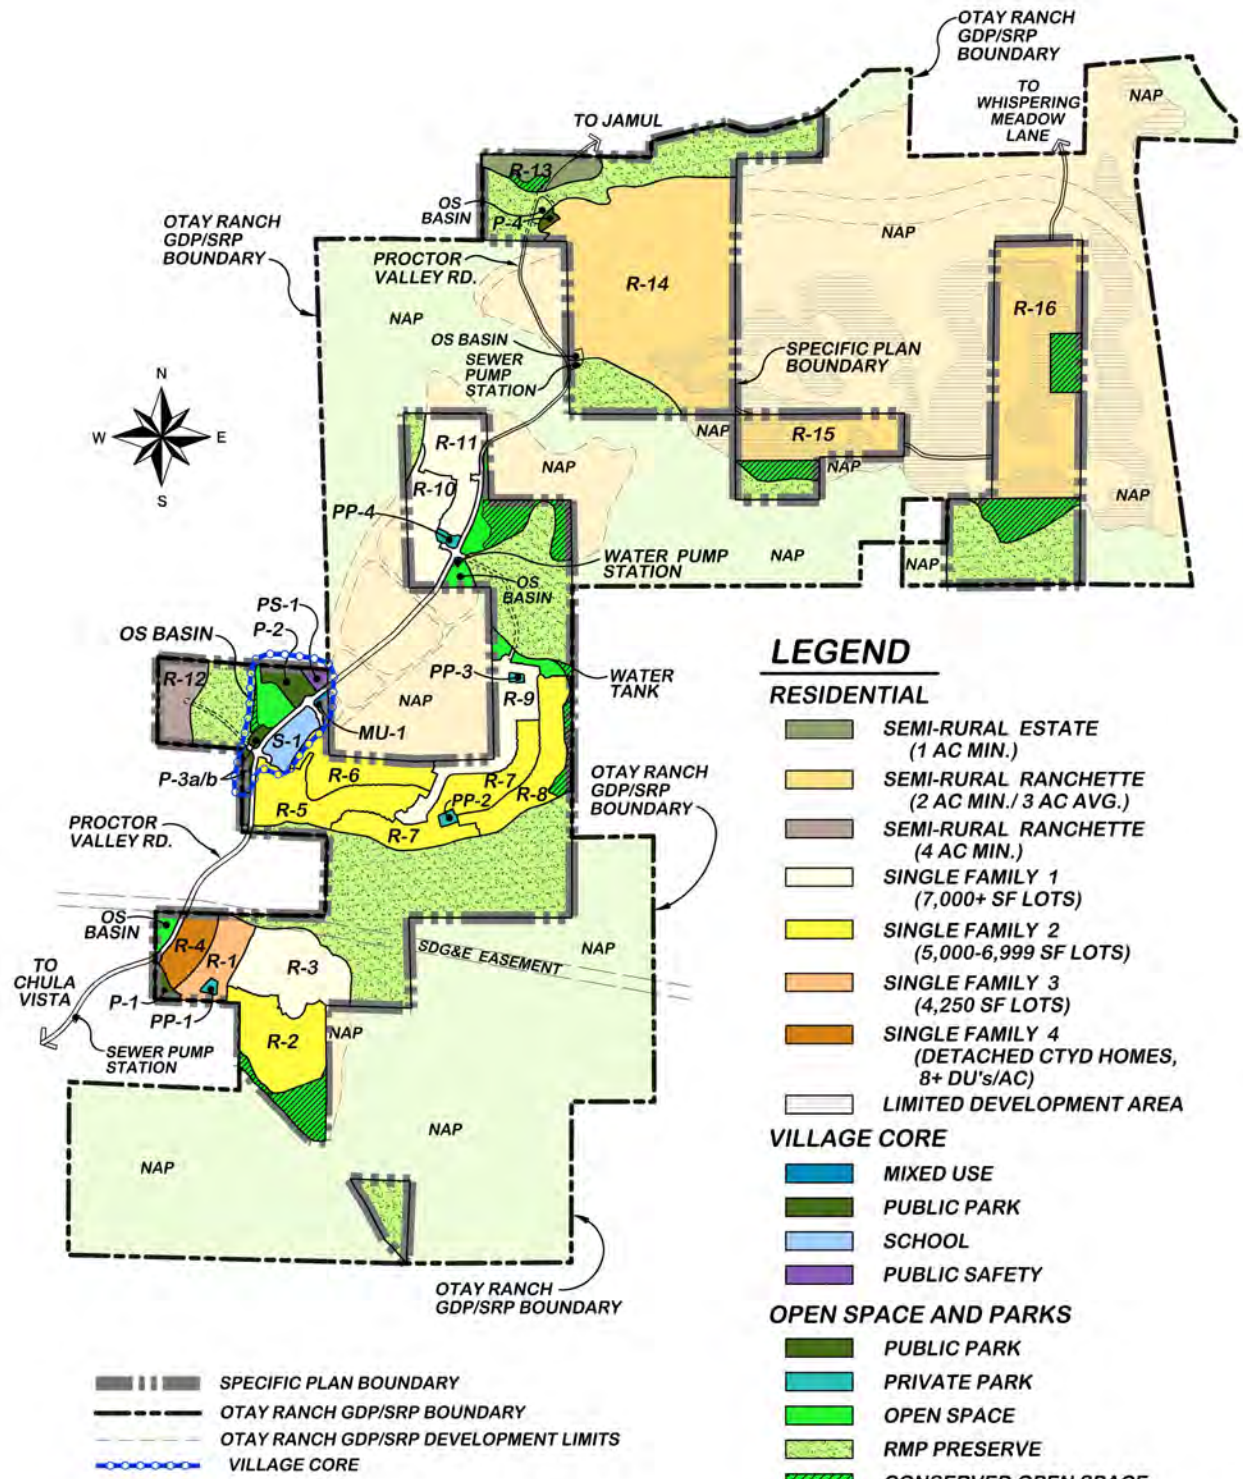 OTAY RANCH
GDP/SRP
BOUNDARY
TO
WHISPERING
MEADOW
LANE
NAP
TO JAMUL
R-13
OS
BASIN
P-4
OTAY RANCH
GDP/SRP
BOUNDARY
PROCTOR
VALLEY RD.
NAP
R-14
R-16
NAP
OS BASIN
SEWER
PUMP
STATION
SPECIFIC PLAN
BOUNDARY
N
W
E
S
R-11
NAP
R-15
NAP
NAP
R-10
NAP
PP-4
WATER PUMP
STATION
NAP
NAP
OS
BASIN
PS-1
P-2
OS BASIN
R-12
PP-3
WATER
TANK
NAP
R-9
MU-1
S-1
P-3a/b
R-6
R-7
R-8
R-5
PP-2
R-7
OTAY RANCH
GDP/SRP
BOUNDARY
PROCTOR
VALLEY RD.
OS
BASIN
R-4
R-1
R-3
SDG&E EASEMENT
NAP
TO
CHULA
VISTA
P-1
PP-1
R-2
NAP
SEWER PUMP
STATION
NAP
NAP
OTAY RANCH
GDP/SRP BOUNDARY
SPECIFIC PLAN BOUNDARY
OTAY RANCH GDP/SRP BOUNDARY
OTAY RANCH GDP/SRP DEVELOPMENT LIMITS
VILLAGE CORE
LEGEND
RESIDENTIAL
SEMI-RURAL ESTATE
(1 AC MIN.)
SEMI-RURAL RANCHETTE
(2 AC MIN./ 3 AC AVG.)
SEMI-RURAL RANCHETTE
(4 AC MIN.)
SINGLE FAMILY 1
(7,000+ SF LOTS)
SINGLE FAMILY 2
(5,000-6,999 SF LOTS)
SINGLE FAMILY 3
(4,250 SF LOTS)
SINGLE FAMILY 4
(DETACHED CTYD HOMES,
8+ DU's/AC)
LIMITED DEVELOPMENT AREA
VILLAGE CORE
MIXED USE
PUBLIC PARK
SCHOOL
PUBLIC SAFETY
OPEN SPACE AND PARKS
PUBLIC PARK
PRIVATE PARK
OPEN SPACE
RMP PRESERVE
CONSERVED OPEN SPACE